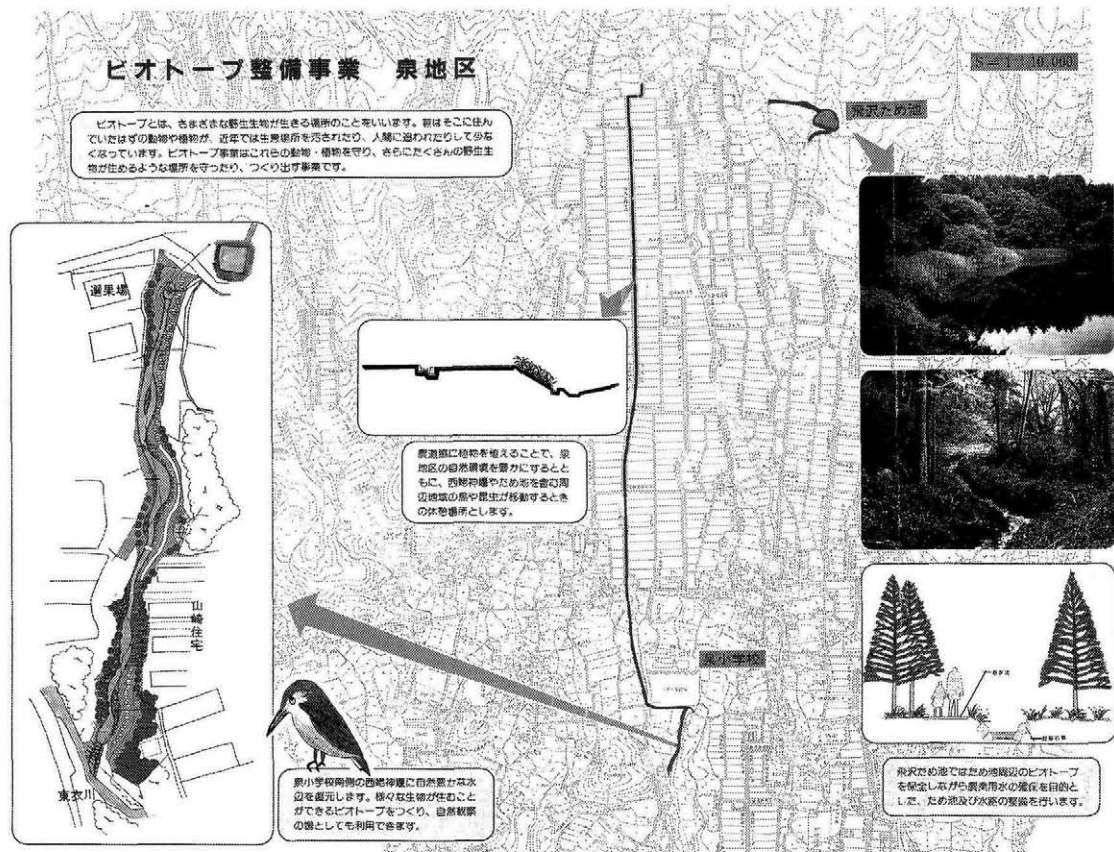 ビオトープ整備事業　泉地区
S＝1：10,000
ビオトープとは、さまざまな野生生物が生きる場所のことをいいます。昔はそこに住ん
でいたはずの動物や植物が、近年では生息場所を汚されたり、人間に追われたりして少な
くなっています。ビオトープ事業はこれらの動物・植物を守り、さらにたくさんの野生生
物が住めるような場所を守ったり、つくり出す事業です。
飛沢ため池
選果場
山崎住宅
東衣川
農道脇に植物を植えることで、泉
地区の自然環境を豊かにするとと
もに、西堤神堰やため池を含む周
辺地域の鳥や昆虫が移動するとき
の休憩場所とします。
泉小学校
泉小学校南側の西堤神堰に自然豊かな水
辺を復元します。様々な生物が住むこと
ができるビオトープをつくり、自然観察
の場としても利用できます。
飛沢ため池ではため池周辺のビオトープ
を保全しながら農業用水の確保を目的と
した、ため池及び水路の整備を行います。